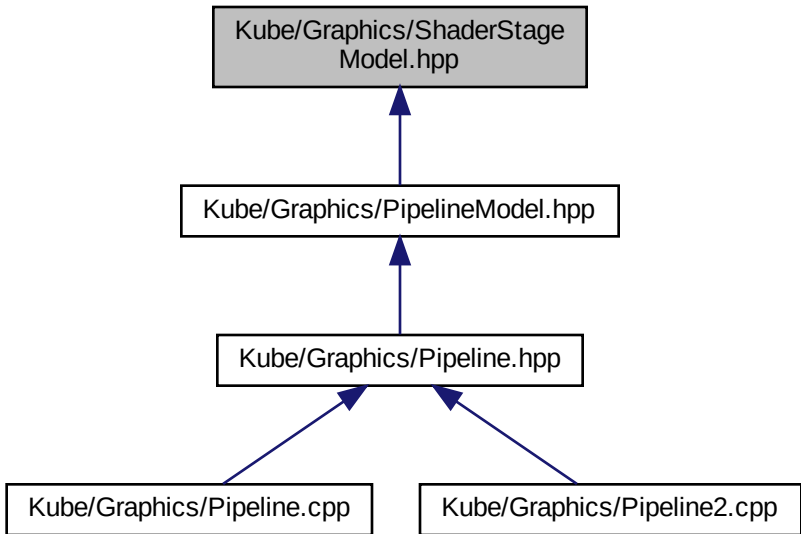 Kube/Graphics/ShaderStage
Model.hpp
Kube/Graphics/PipelineModel.hpp
Kube/Graphics/Pipeline.hpp
Kube/Graphics/Pipeline.cpp
Kube/Graphics/Pipeline2.cpp